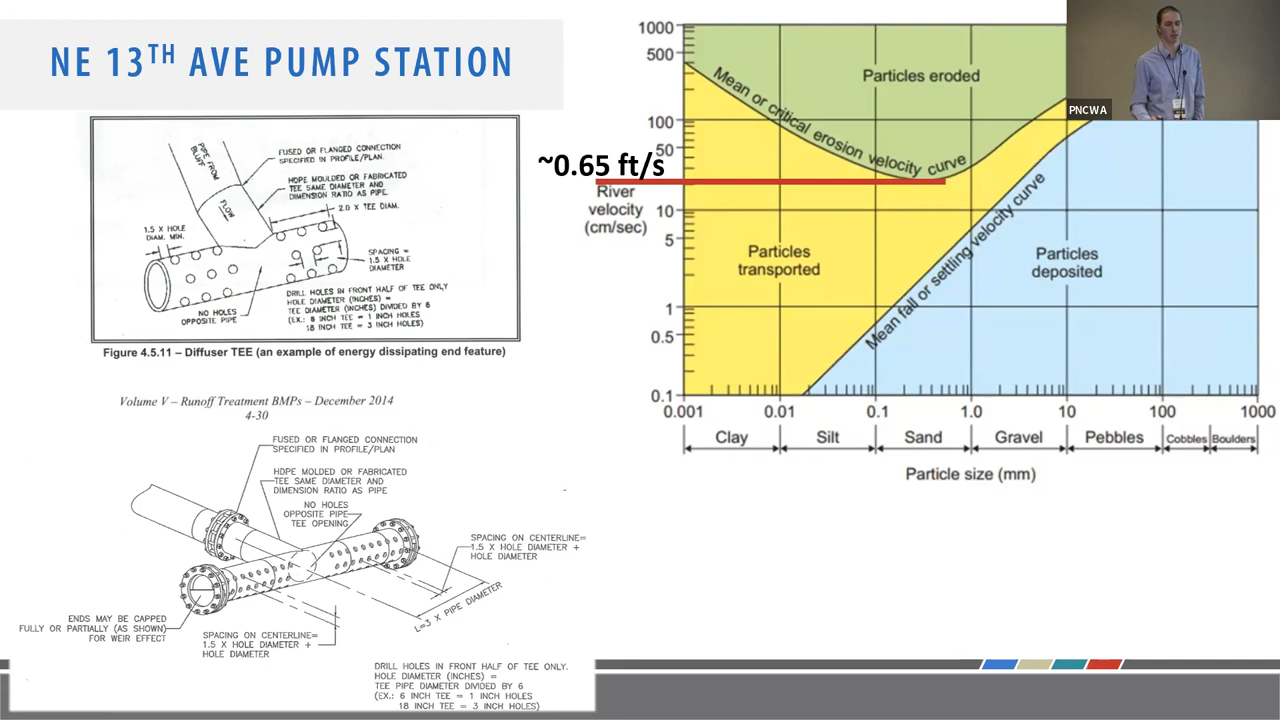 NE 13TH AVE PUMP STATION
PIPE FROM
BLUFF
FLOW
FUSED OR FLANGED CONNECTION
SPECIFIED IN PROFILE/PLAN.
HDPE MOULDED OR FABRICATED
TEE SAME DIAMETER AND
DIMENSION RATIO AS PIPE.
2.0 X TEE DIAM.
1.5 X HOLE
DIAM. MIN.
SPACING =
1.5 X HOLE
DIAMETER
DRILL HOLES IN FRONT HALF OF TEE ONLY
HOLE DIAMETER (INCHES) =
TEE DIAMETER (INCHES) DIVIDED BY 6
(EX.: 6 INCH TEE = 1 INCH HOLES
18 INCH TEE = 3 INCH HOLES)
NO HOLES
OPPOSITE PIPE
Figure 4.5.11 – Diffuser TEE (an example of energy dissipating end feature)
Volume V – Runoff Treatment BMPs – December 2014
4-30
FUSED OR FLANGED CONNECTION
SPECIFIED IN PROFILE/PLAN
HDPE MOLDED OR FABRICATED
TEE SAME DIAMETER AND
DIMENSION RATIO AS PIPE
NO HOLES
OPPOSITE PIPE
TEE OPENING
SPACING ON CENTERLINE=
1.5 X HOLE DIAMETER +
HOLE DIAMETER
L=3 X PIPE DIAMETER
ENDS MAY BE CAPPED
FULLY OR PARTIALLY (AS SHOWN)
FOR WEIR EFFECT
SPACING ON CENTERLINE=
1.5 X HOLE DIAMETER +
HOLE DIAMETER
DRILL HOLES IN FRONT HALF OF TEE ONLY.
HOLE DIAMETER (INCHES) =
TEE PIPE DIAMETER DIVIDED BY 6
(EX.: 6 INCH TEE = 1 INCH HOLES
18 INCH TEE = 3 INCH HOLES)
1000
500
100
50
10
5
1
0.5
0.1
~0.65 ft/s
River
velocity
(cm/sec)
Particles eroded
Mean or critical erosion velocity curve
Particles
transported
Mean fall or settling velocity curve
Particles
deposited
0.001 0.01 0.1 1.0 10 100 1000
Clay Silt Sand Gravel Pebbles Cobbles Boulders
Particle size (mm)
PNCWA